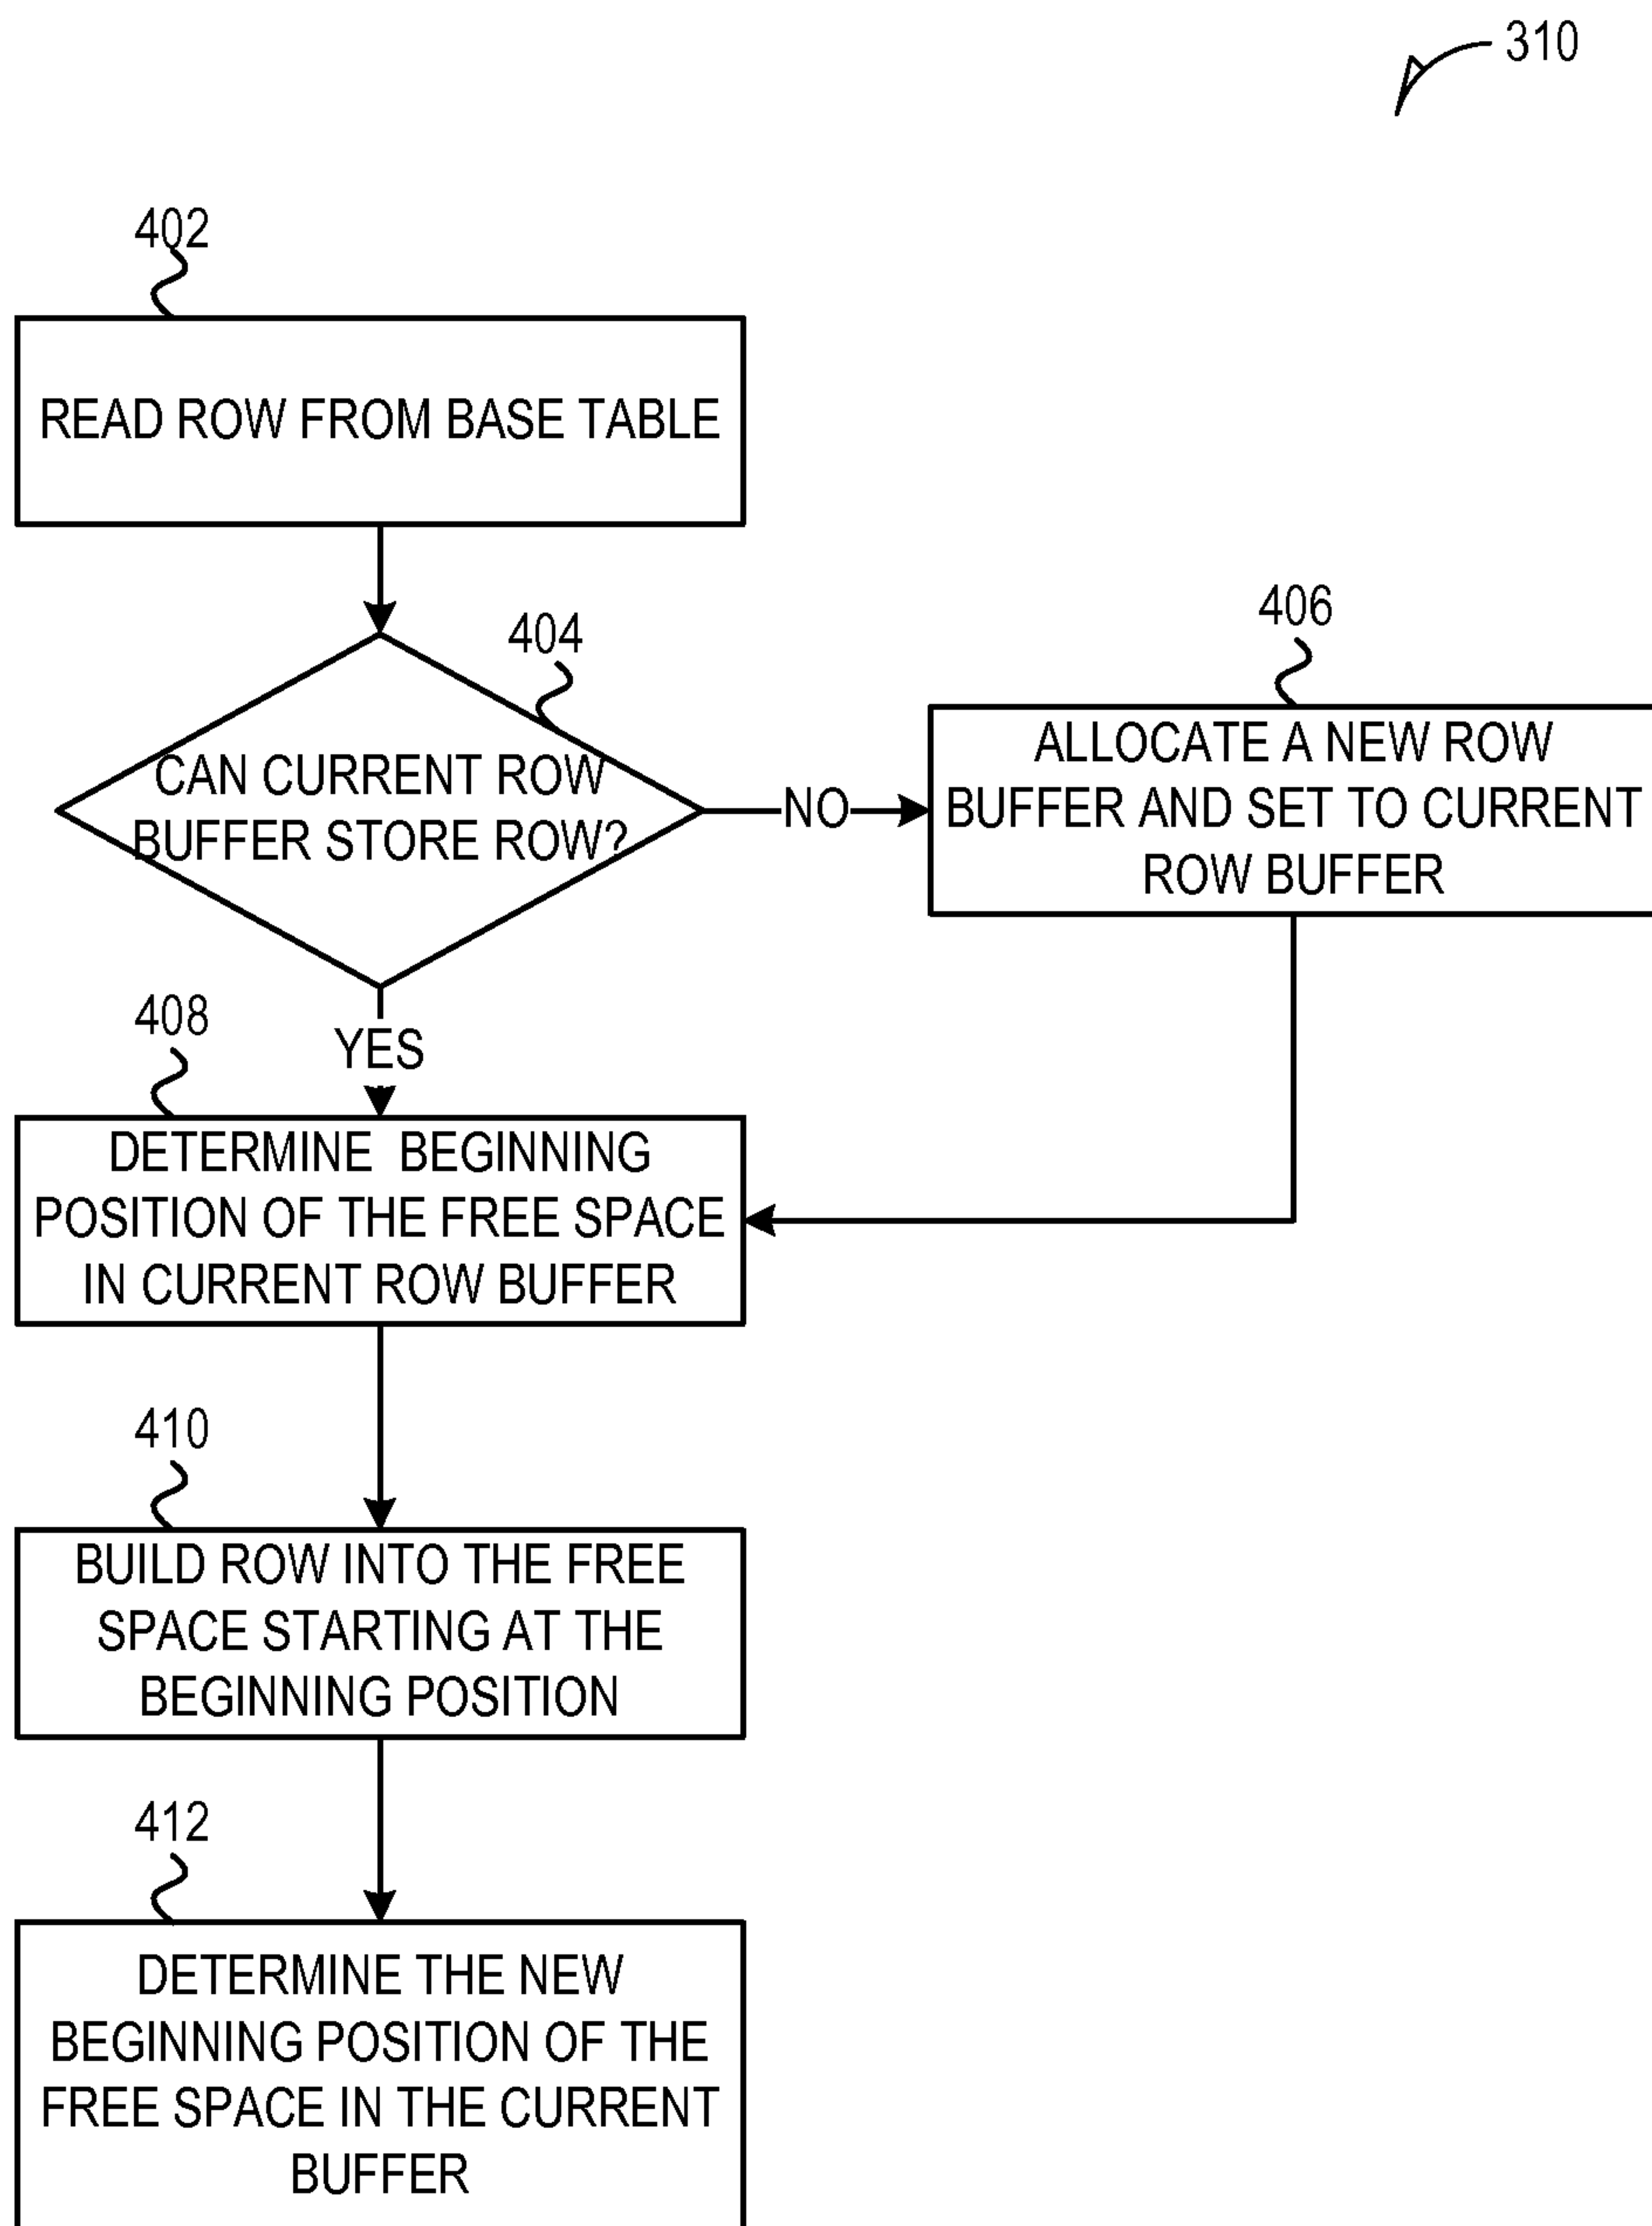 310
402
READ ROW FROM BASE TABLE
404
CAN CURRENT ROW
BUFFER STORE ROW?
NO
406
ALLOCATE A NEW ROW
BUFFER AND SET TO CURRENT
ROW BUFFER
YES
408
DETERMINE BEGINNING
POSITION OF THE FREE SPACE
IN CURRENT ROW BUFFER
410
BUILD ROW INTO THE FREE
SPACE STARTING AT THE
BEGINNING POSITION
412
DETERMINE THE NEW
BEGINNING POSITION OF THE
FREE SPACE IN THE CURRENT
BUFFER